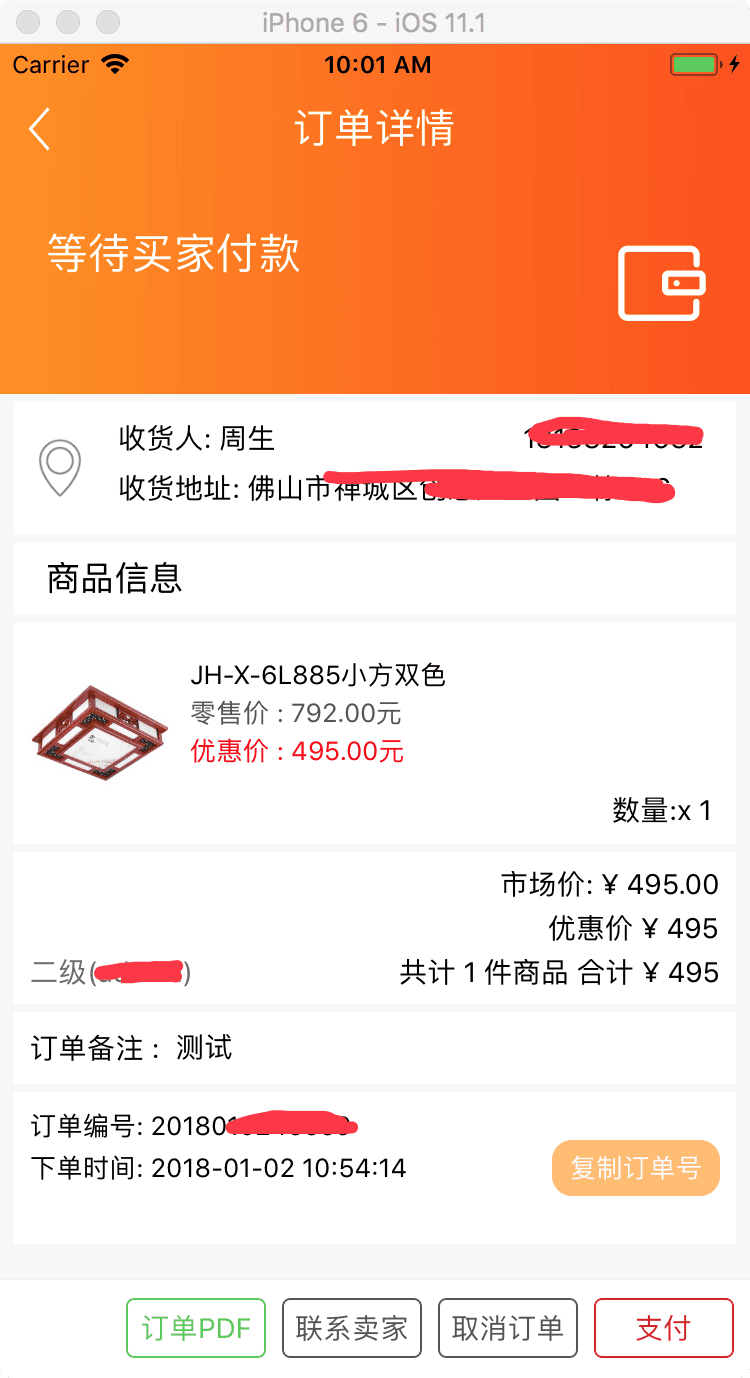 iPhone 6 - iOS 11.1
Carrier 10:01 AM
订单详情
等待买家付款
收货人: 周生
收货地址: 佛山市禅城区
商品信息
JH-X-6L885小方双色
零售价 : 792.00元
优惠价 : 495.00元
数量:x 1
市场价: ¥ 495.00
优惠价 ¥ 495
二级( )
共计 1 件商品 合计 ¥ 495
订单备注： 测试
订单编号: 20180
下单时间: 2018-01-02 10:54:14
复制订单号
订单PDF 联系卖家 取消订单 支付